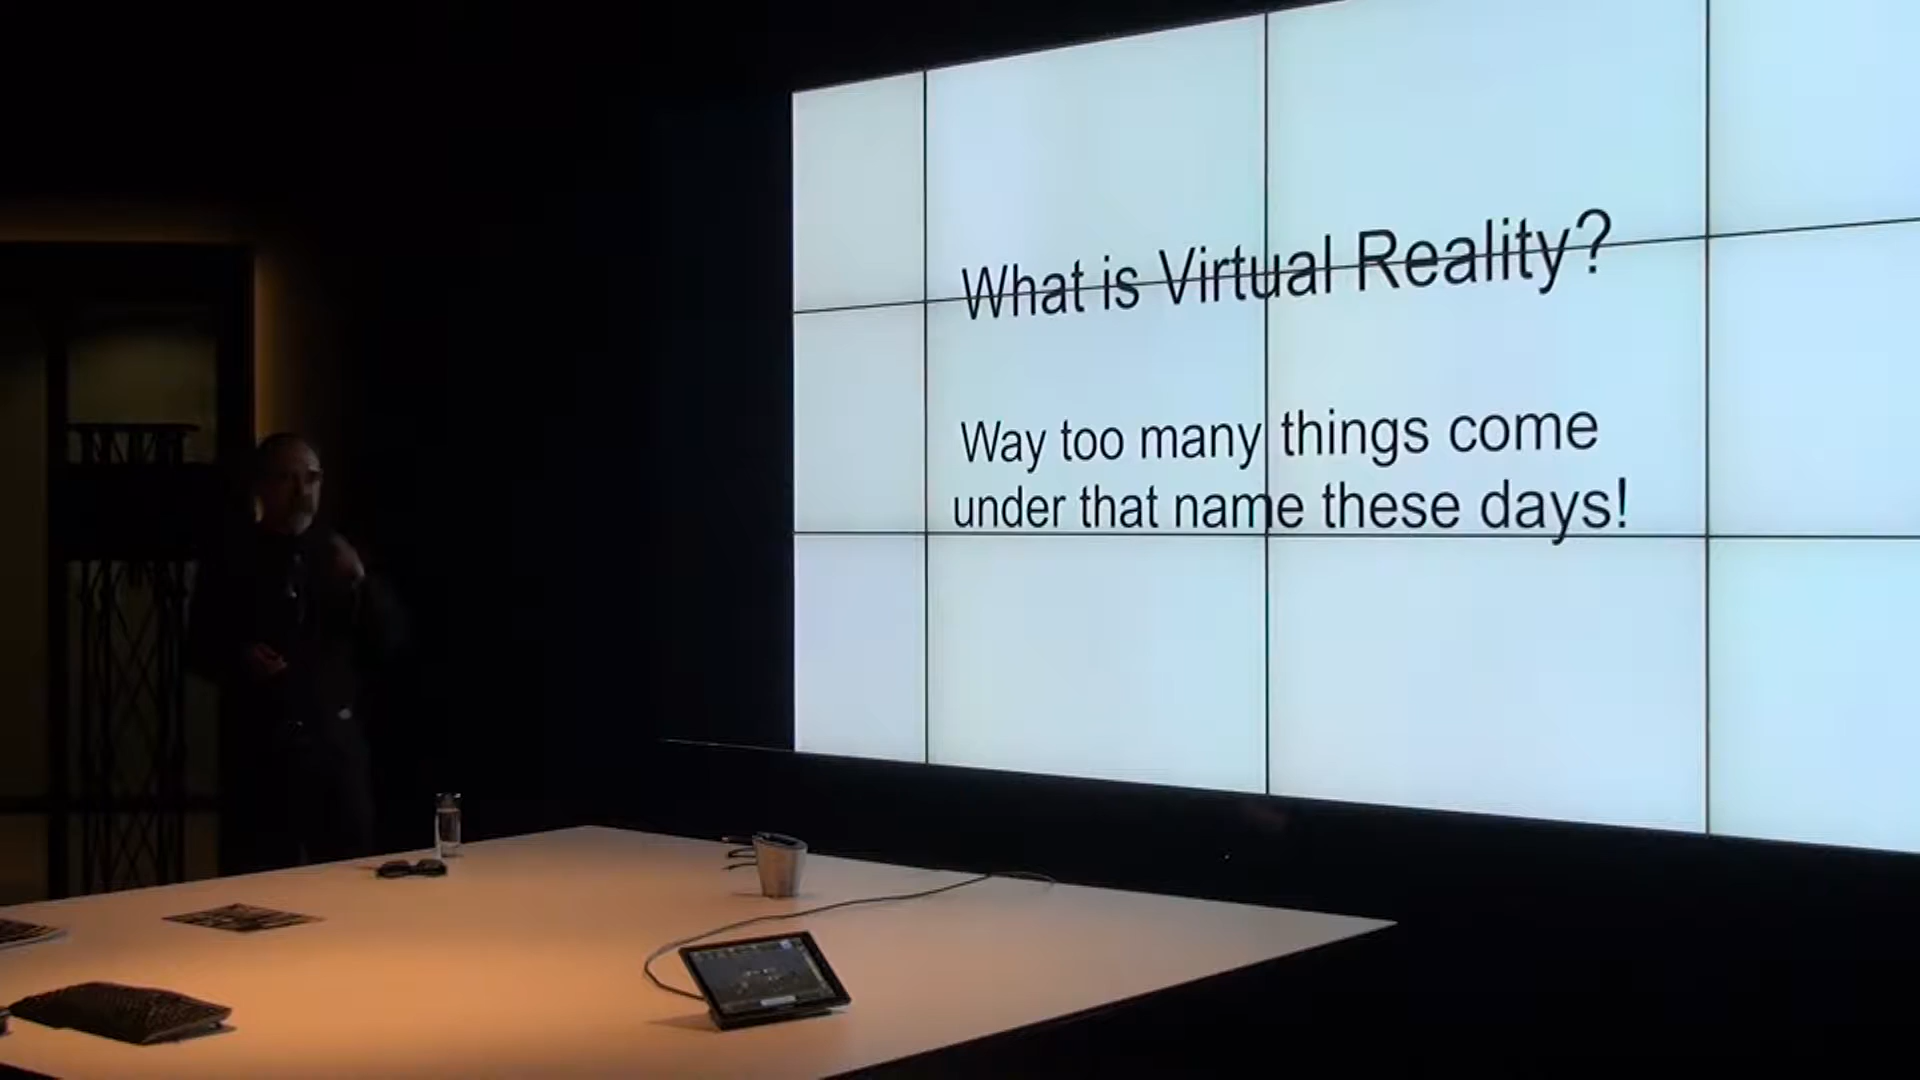 What is Virtual Reality?
Way too many things come
under that name these days!